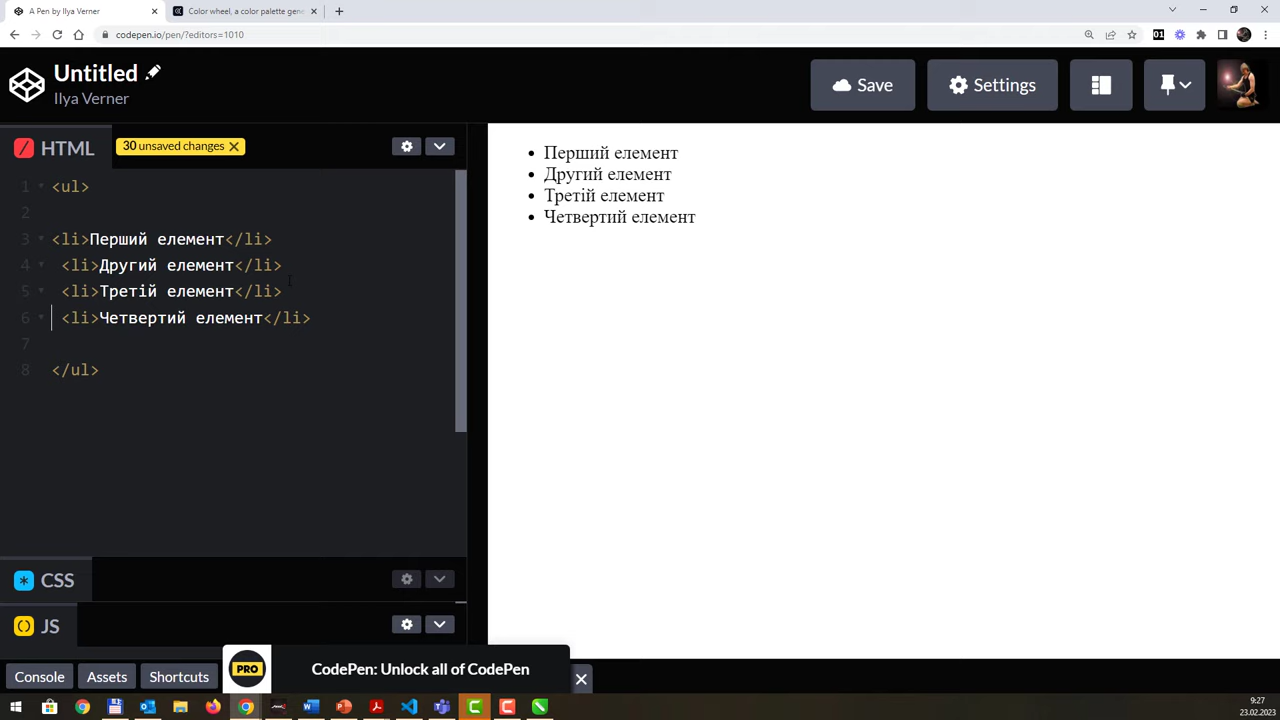 A Pen by Ilya Verner
Color wheel, a color palette gene
codepen.io/pen/?editors=1010
Untitled
Ilya Verner
Save
Settings
HTML
30 unsaved changes
1 <ul>
2
3 <li>Перший елемент</li>
4 <li>Другий елемент</li>
5 <li>Третій елемент</li>
6 <li>Четвертий елемент</li>
7
8 </ul>
• Перший елемент
• Другий елемент
• Третій елемент
• Четвертий елемент
CSS
JS
Console
Assets
Shortcuts
PRO
CodePen: Unlock all of CodePen
9:27
23.02.2023